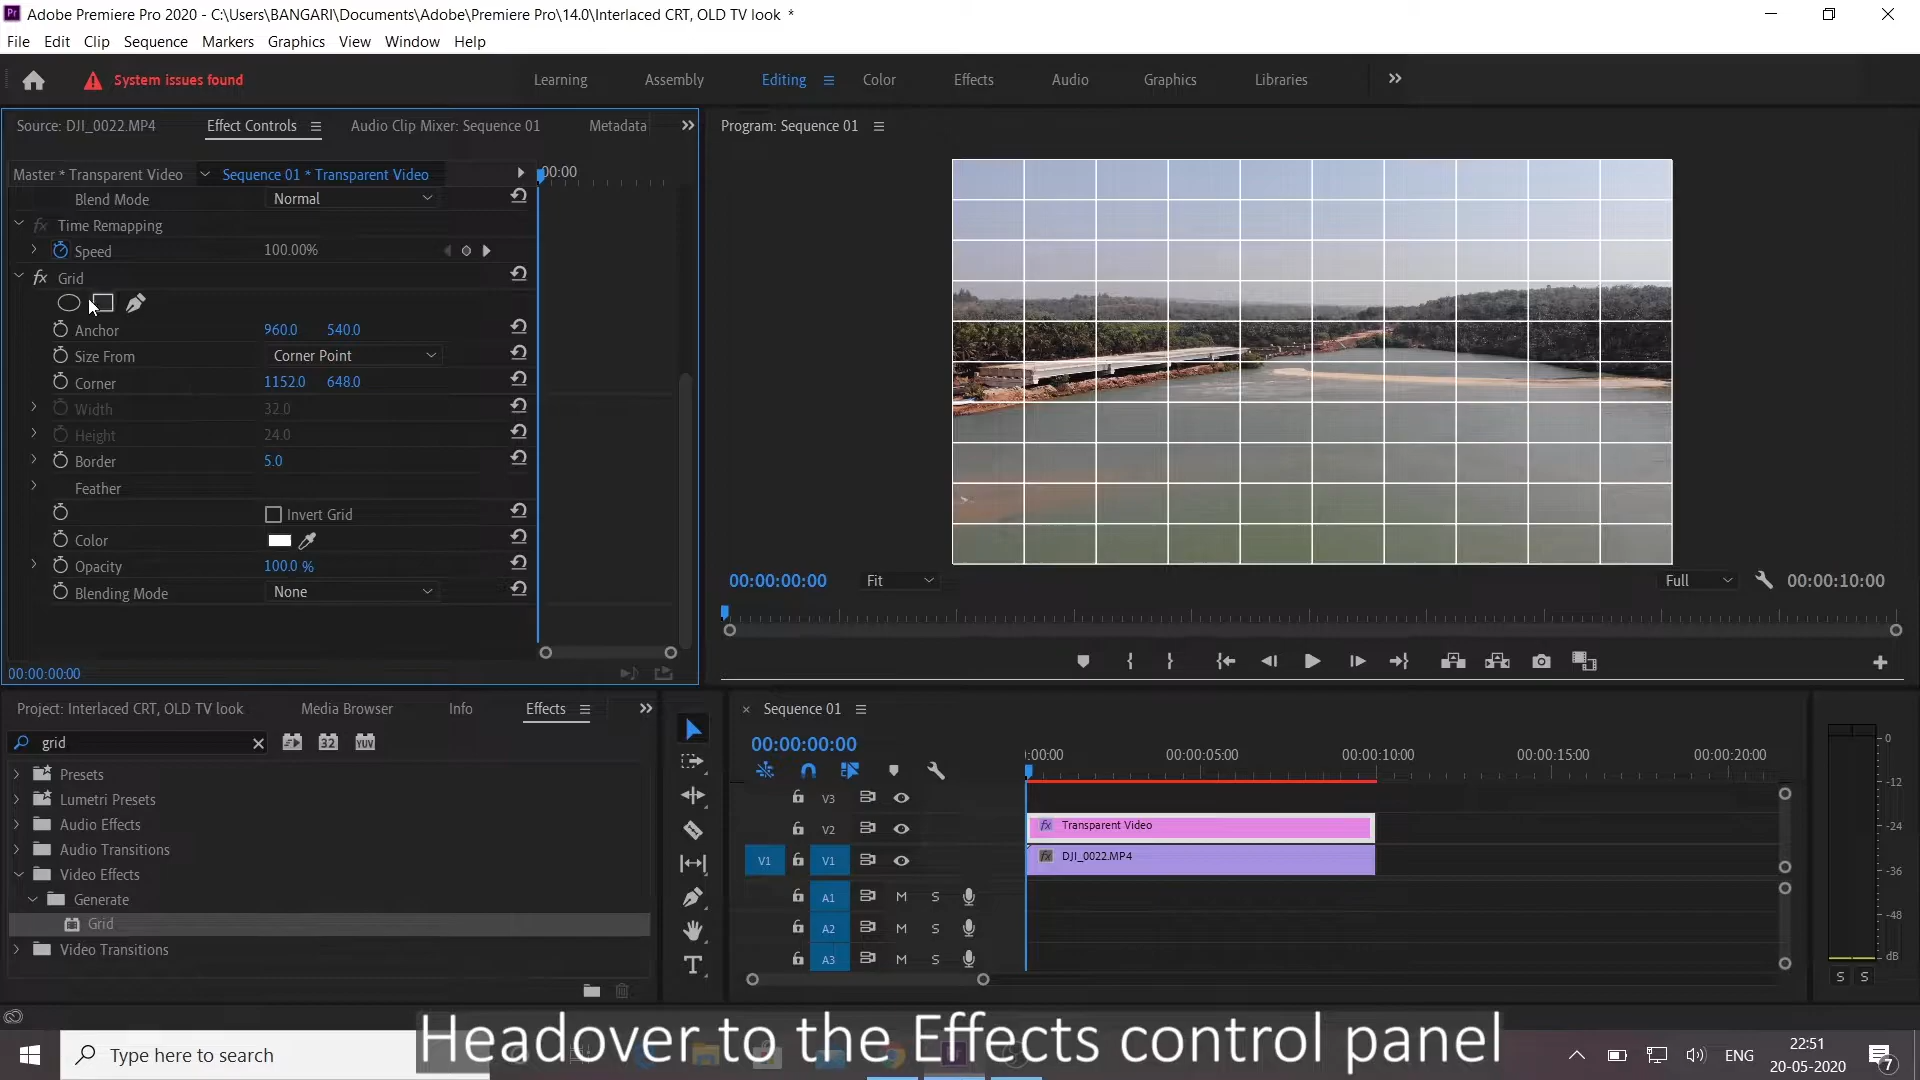 Adobe Premiere Pro 2020 - C:\Users\BANGARI\Documents\Adobe\Premiere Pro\14.0\Interlaced CRT, OLD TV look *
File Edit Clip Sequence Markers Graphics View Window Help
System issues found
Learning Assembly Editing Color Effects Audio Graphics Libraries
Source: DJI_0022.MP4 Effect Controls Audio Clip Mixer: Sequence 01 Metadata
Program: Sequence 01
Master * Transparent Video Sequence 01 * Transparent Video
:00:00
Blend Mode Normal
fx Time Remapping
Speed 100.00%
fx Grid
Anchor 960.0 540.0
Size From Corner Point
Corner 1152.0 648.0
Width 32.0
Height 24.0
Border 5.0
Feather
Invert Grid
Color
Opacity 100.0 %
Blending Mode None
00:00:00:00
00:00:00:00 Fit Full 00:00:10:00
Project: Interlaced CRT, OLD TV look Media Browser Info Effects
grid 32 YUV
Presets
Lumetri Presets
Audio Effects
Audio Transitions
Video Effects
Generate
Grid
Video Transitions
× Sequence 01
00:00:00:00
:00:00 00:00:05:00 00:00:10:00 00:00:15:00 00:00:20:00
V3
V2 fx Transparent Video
V1 V1 fx DJI_0022.MP4
A1 M S
A2 M S
A3 M S
0
-12
-24
-36
-48
dB
S S
Headover to the Effects control panel
Type here to search
ENG
22:51
20-05-2020
7